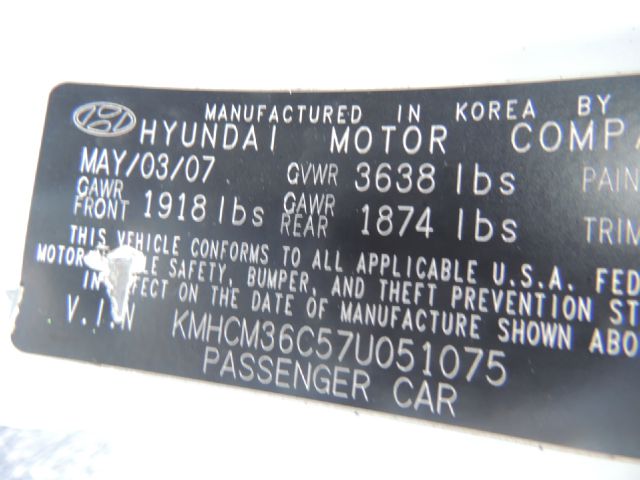 MANUFACTURED IN KOREA BY
HYUNDAI MOTOR COMPA
MAY/03/07 GVWR 3638 lbs PAIN
GAWR FRONT 1918 lbs GAWR REAR 1874 lbs TRIM
THIS VEHICLE CONFORMS TO ALL APPLICABLE U.S.A. FED
MOTOR LE SAFETY, BUMPER, AND THEFT PREVENTION ST
IN EFFECT ON THE DATE OF MANUFACTURE SHOWN ABO
V.I.N KMHCM36C57U051075
PASSENGER CAR